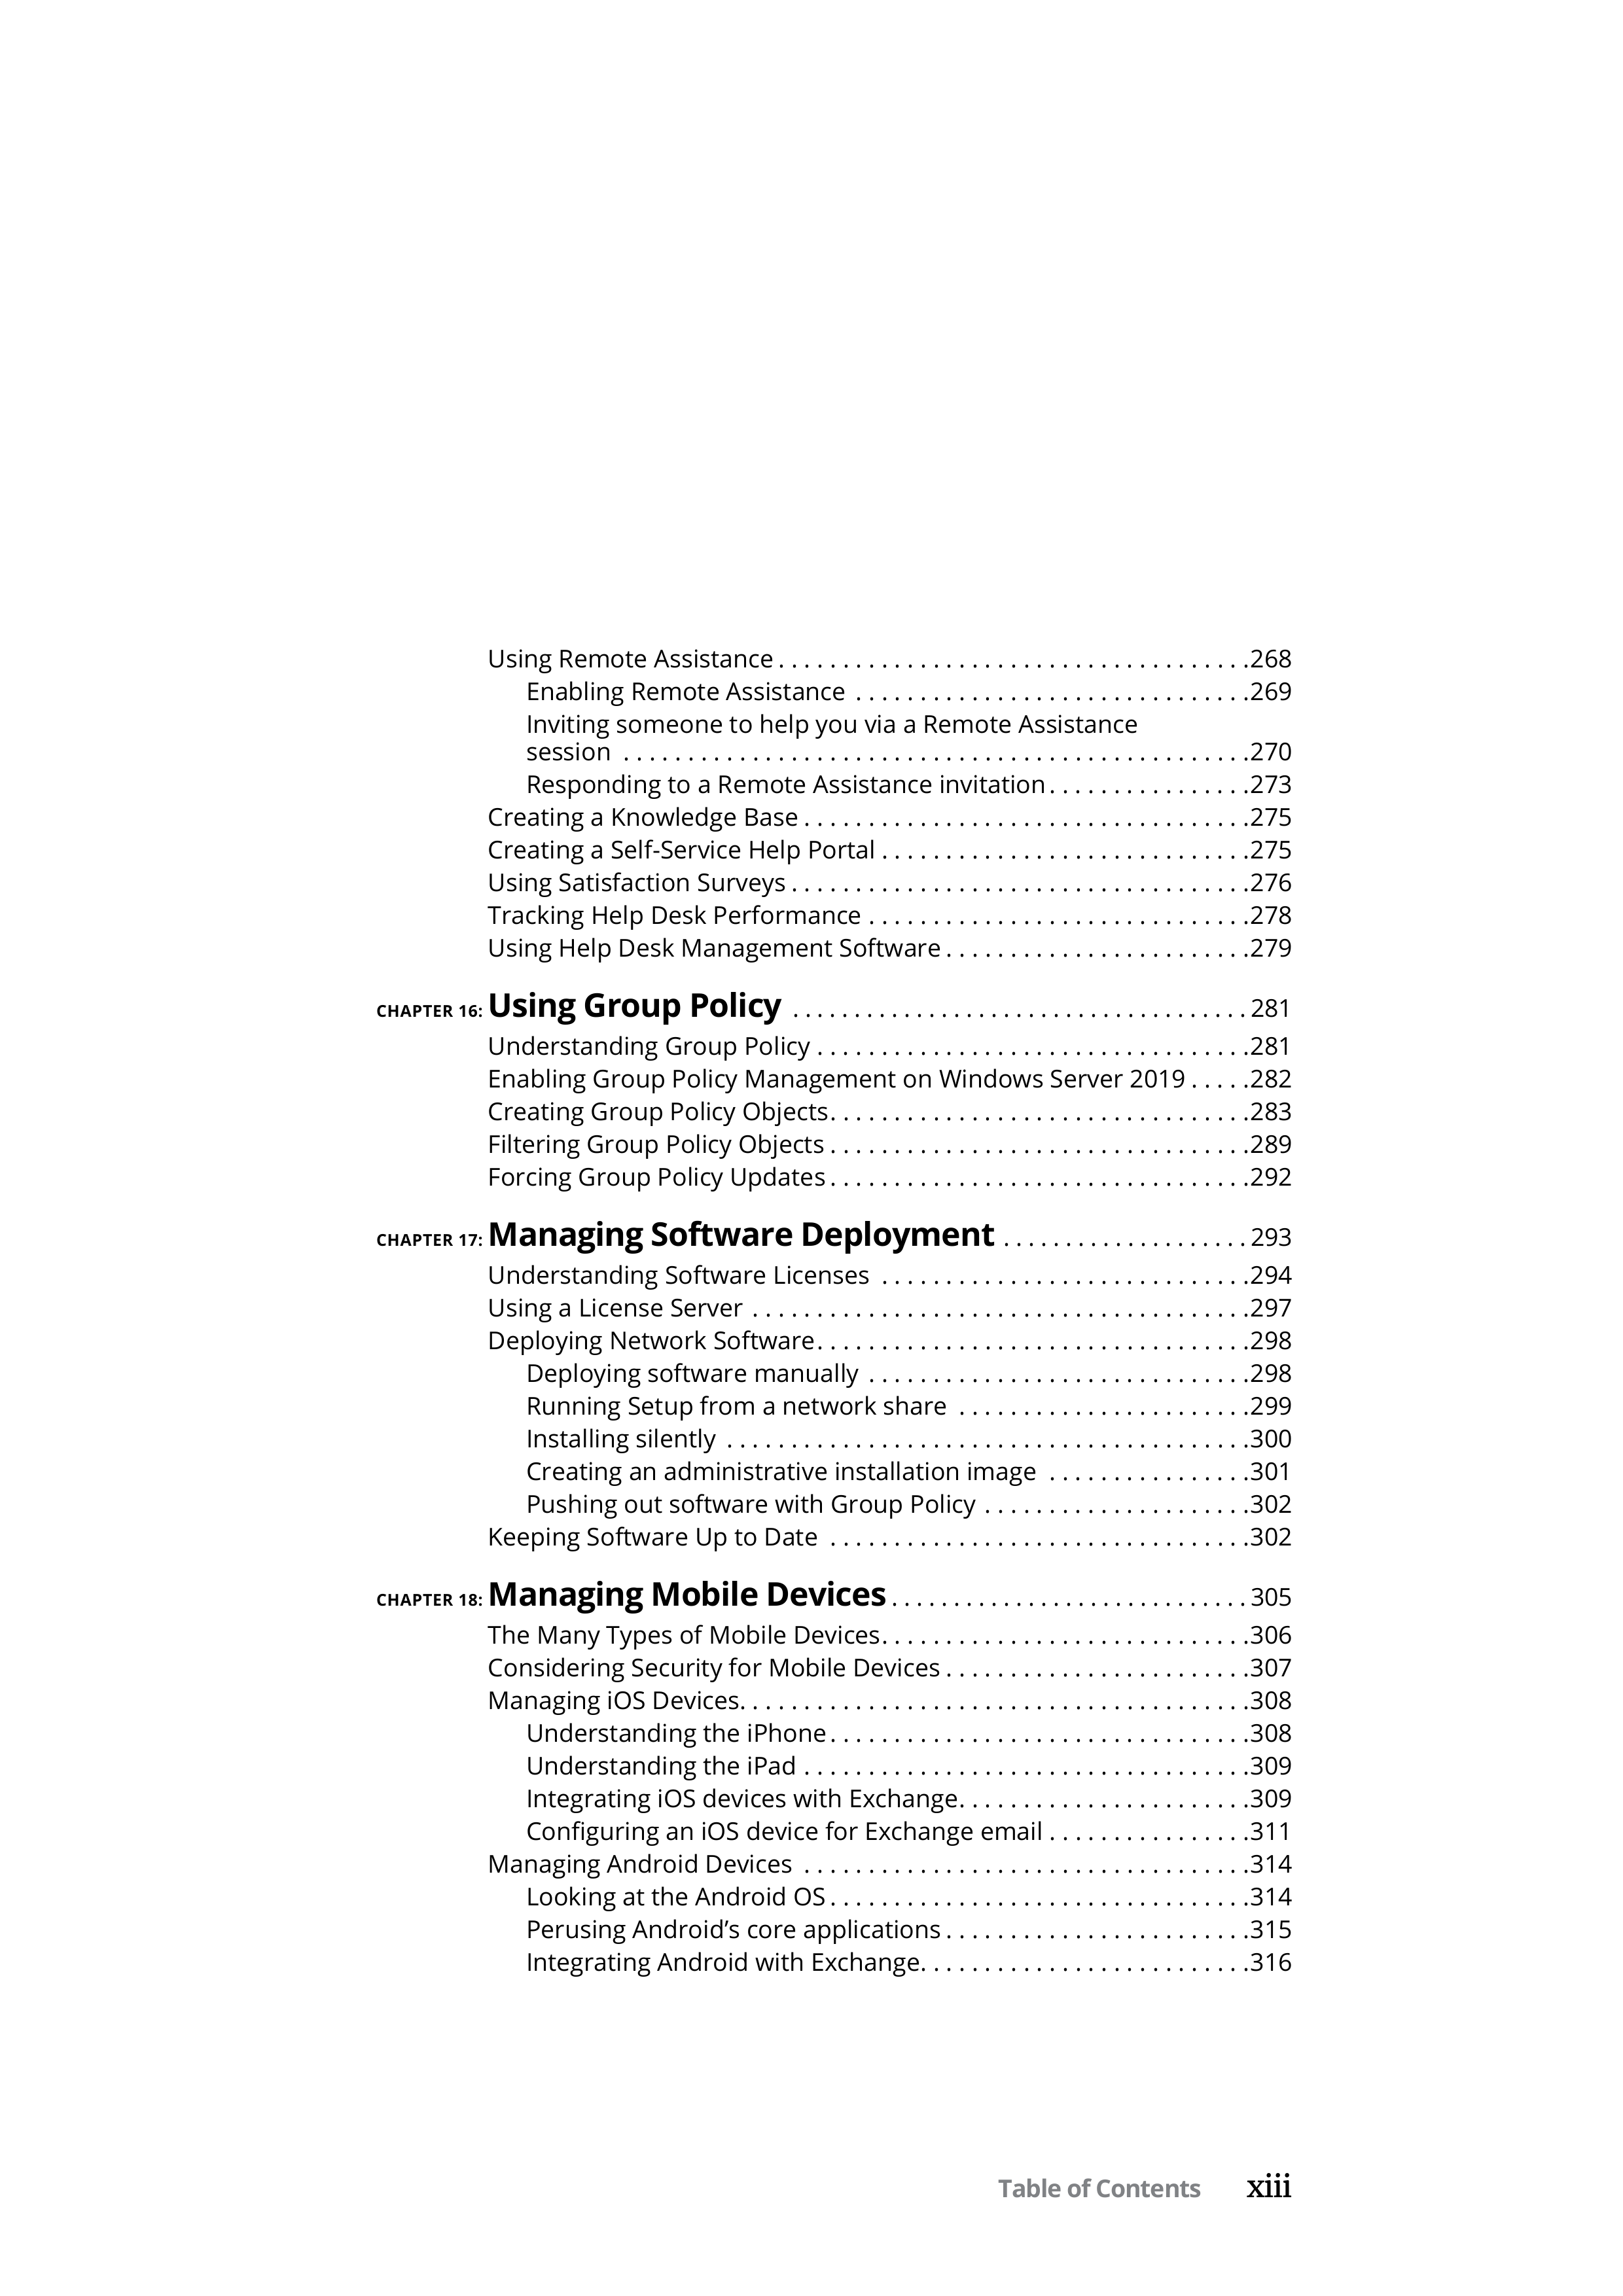 Using Remote Assistance . . . . . . . . . . . . . . . . . . . . . . . . . . . . . . . . . . . . .268
Enabling Remote Assistance . . . . . . . . . . . . . . . . . . . . . . . . . . . . . . .269
Inviting someone to help you via a Remote Assistance
session . . . . . . . . . . . . . . . . . . . . . . . . . . . . . . . . . . . . . . . . . . . . . . . . .270
Responding to a Remote Assistance invitation. . . . . . . . . . . . . . . .273
Creating a Knowledge Base . . . . . . . . . . . . . . . . . . . . . . . . . . . . . . . . . . .275
Creating a Self-Service Help Portal . . . . . . . . . . . . . . . . . . . . . . . . . . . . .275
Using Satisfaction Surveys . . . . . . . . . . . . . . . . . . . . . . . . . . . . . . . . . . . .276
Tracking Help Desk Performance . . . . . . . . . . . . . . . . . . . . . . . . . . . . . .278
Using Help Desk Management Software . . . . . . . . . . . . . . . . . . . . . . . .279
CHAPTER 16: Using Group Policy . . . . . . . . . . . . . . . . . . . . . . . . . . . . . . . . . . . . . 281
Understanding Group Policy . . . . . . . . . . . . . . . . . . . . . . . . . . . . . . . . . .281
Enabling Group Policy Management on Windows Server 2019 . . . . .282
Creating Group Policy Objects. . . . . . . . . . . . . . . . . . . . . . . . . . . . . . . . .283
Filtering Group Policy Objects . . . . . . . . . . . . . . . . . . . . . . . . . . . . . . . . .289
Forcing Group Policy Updates . . . . . . . . . . . . . . . . . . . . . . . . . . . . . . . . .292
CHAPTER 17: Managing Software Deployment . . . . . . . . . . . . . . . . . . . . 293
Understanding Software Licenses . . . . . . . . . . . . . . . . . . . . . . . . . . . . .294
Using a License Server . . . . . . . . . . . . . . . . . . . . . . . . . . . . . . . . . . . . . . .297
Deploying Network Software. . . . . . . . . . . . . . . . . . . . . . . . . . . . . . . . . .298
Deploying software manually . . . . . . . . . . . . . . . . . . . . . . . . . . . . . .298
Running Setup from a network share . . . . . . . . . . . . . . . . . . . . . . .299
Installing silently . . . . . . . . . . . . . . . . . . . . . . . . . . . . . . . . . . . . . . . . .300
Creating an administrative installation image . . . . . . . . . . . . . . . .301
Pushing out software with Group Policy . . . . . . . . . . . . . . . . . . . . .302
Keeping Software Up to Date . . . . . . . . . . . . . . . . . . . . . . . . . . . . . . . . .302
CHAPTER 18: Managing Mobile Devices . . . . . . . . . . . . . . . . . . . . . . . . . . . . . 305
The Many Types of Mobile Devices. . . . . . . . . . . . . . . . . . . . . . . . . . . . .306
Considering Security for Mobile Devices . . . . . . . . . . . . . . . . . . . . . . . .307
Managing iOS Devices. . . . . . . . . . . . . . . . . . . . . . . . . . . . . . . . . . . . . . . .308
Understanding the iPhone . . . . . . . . . . . . . . . . . . . . . . . . . . . . . . . . .308
Understanding the iPad . . . . . . . . . . . . . . . . . . . . . . . . . . . . . . . . . . .309
Integrating iOS devices with Exchange. . . . . . . . . . . . . . . . . . . . . . .309
Configuring an iOS device for Exchange email . . . . . . . . . . . . . . . .311
Managing Android Devices . . . . . . . . . . . . . . . . . . . . . . . . . . . . . . . . . . .314
Looking at the Android OS . . . . . . . . . . . . . . . . . . . . . . . . . . . . . . . . .314
Perusing Android’s core applications . . . . . . . . . . . . . . . . . . . . . . . .315
Integrating Android with Exchange. . . . . . . . . . . . . . . . . . . . . . . . . .316
Table of Contents xiii